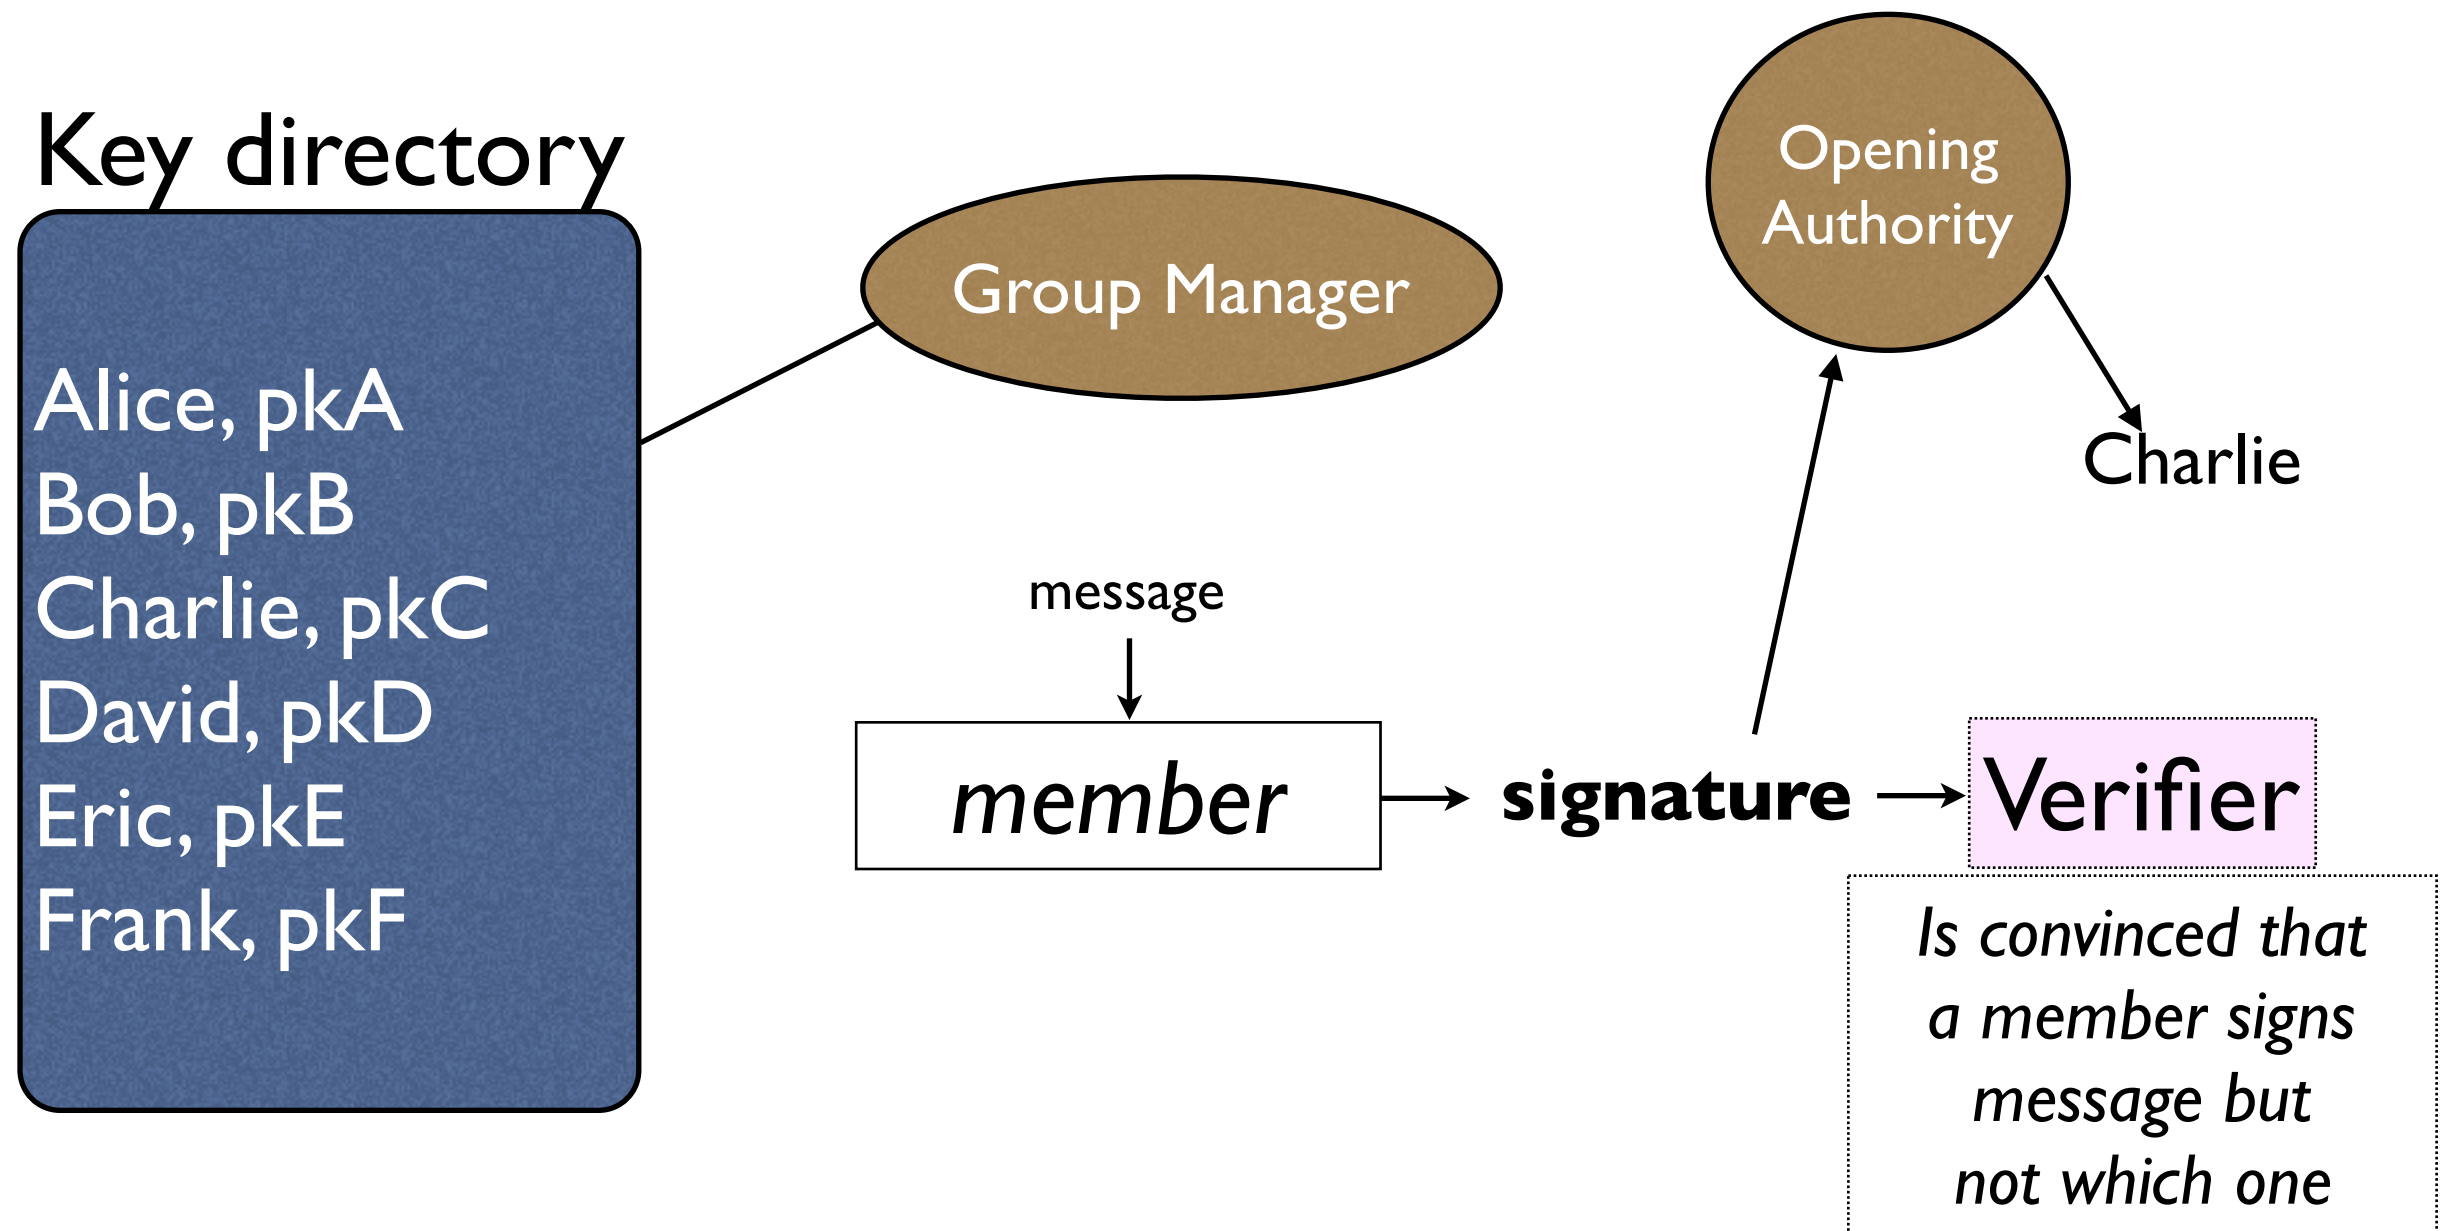 Key directory
Alice, pkA
Bob, pkB
Charlie, pkC
David, pkD
Eric, pkE
Frank, pkF
Group Manager
Opening
Authority
Charlie
message
member
signature
Verifier
Is convinced that
a member signs
message but
not which one